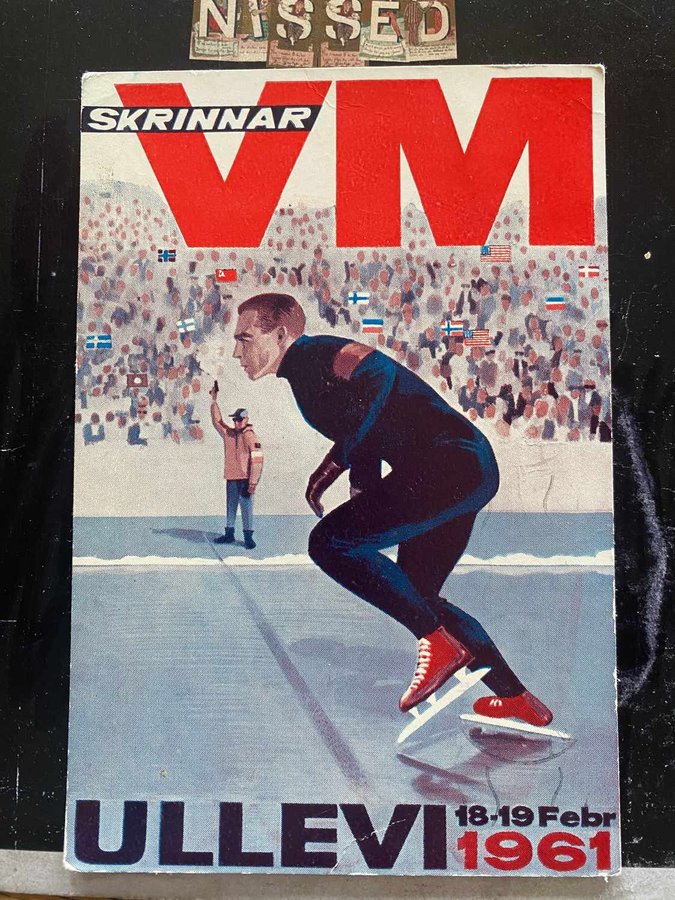 NISSED
VM
SKRINNAR
ULLEVI
18-19 Febr
1961